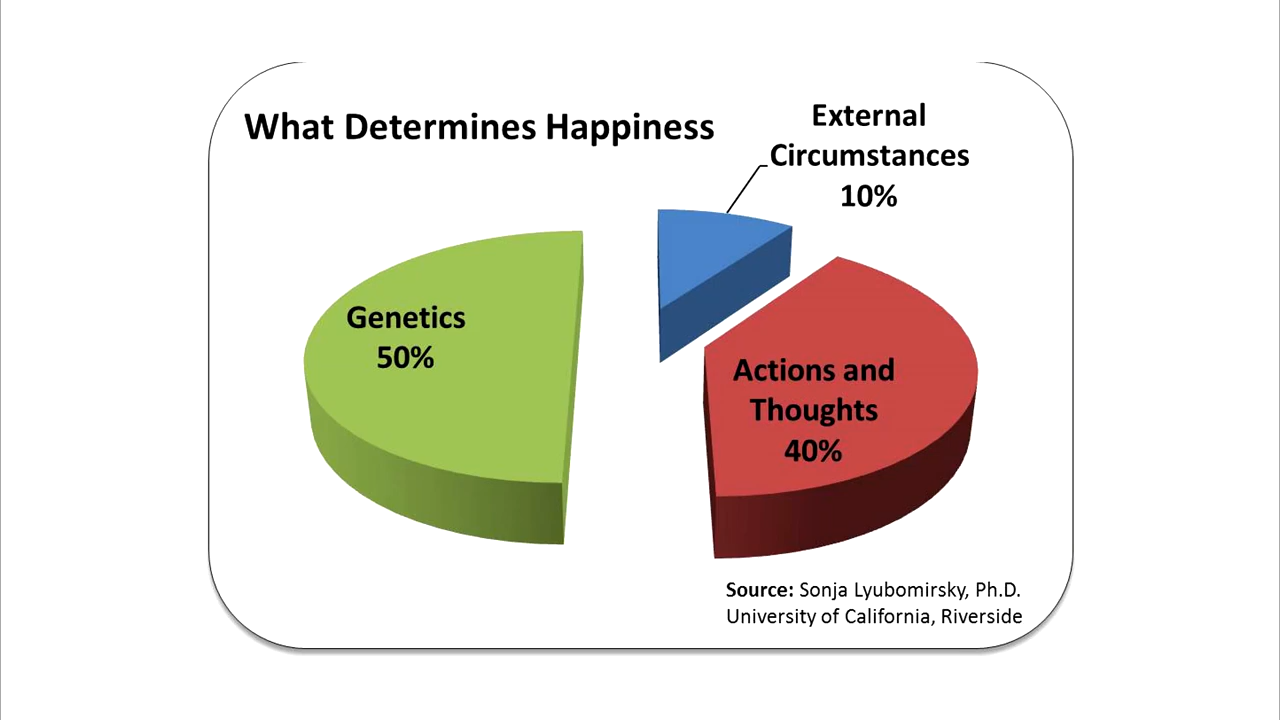 What Determines Happiness
External
Circumstances
10%
Genetics
50%
Actions and
Thoughts
40%
Source: Sonja Lyubomirsky, Ph.D.
University of California, Riverside